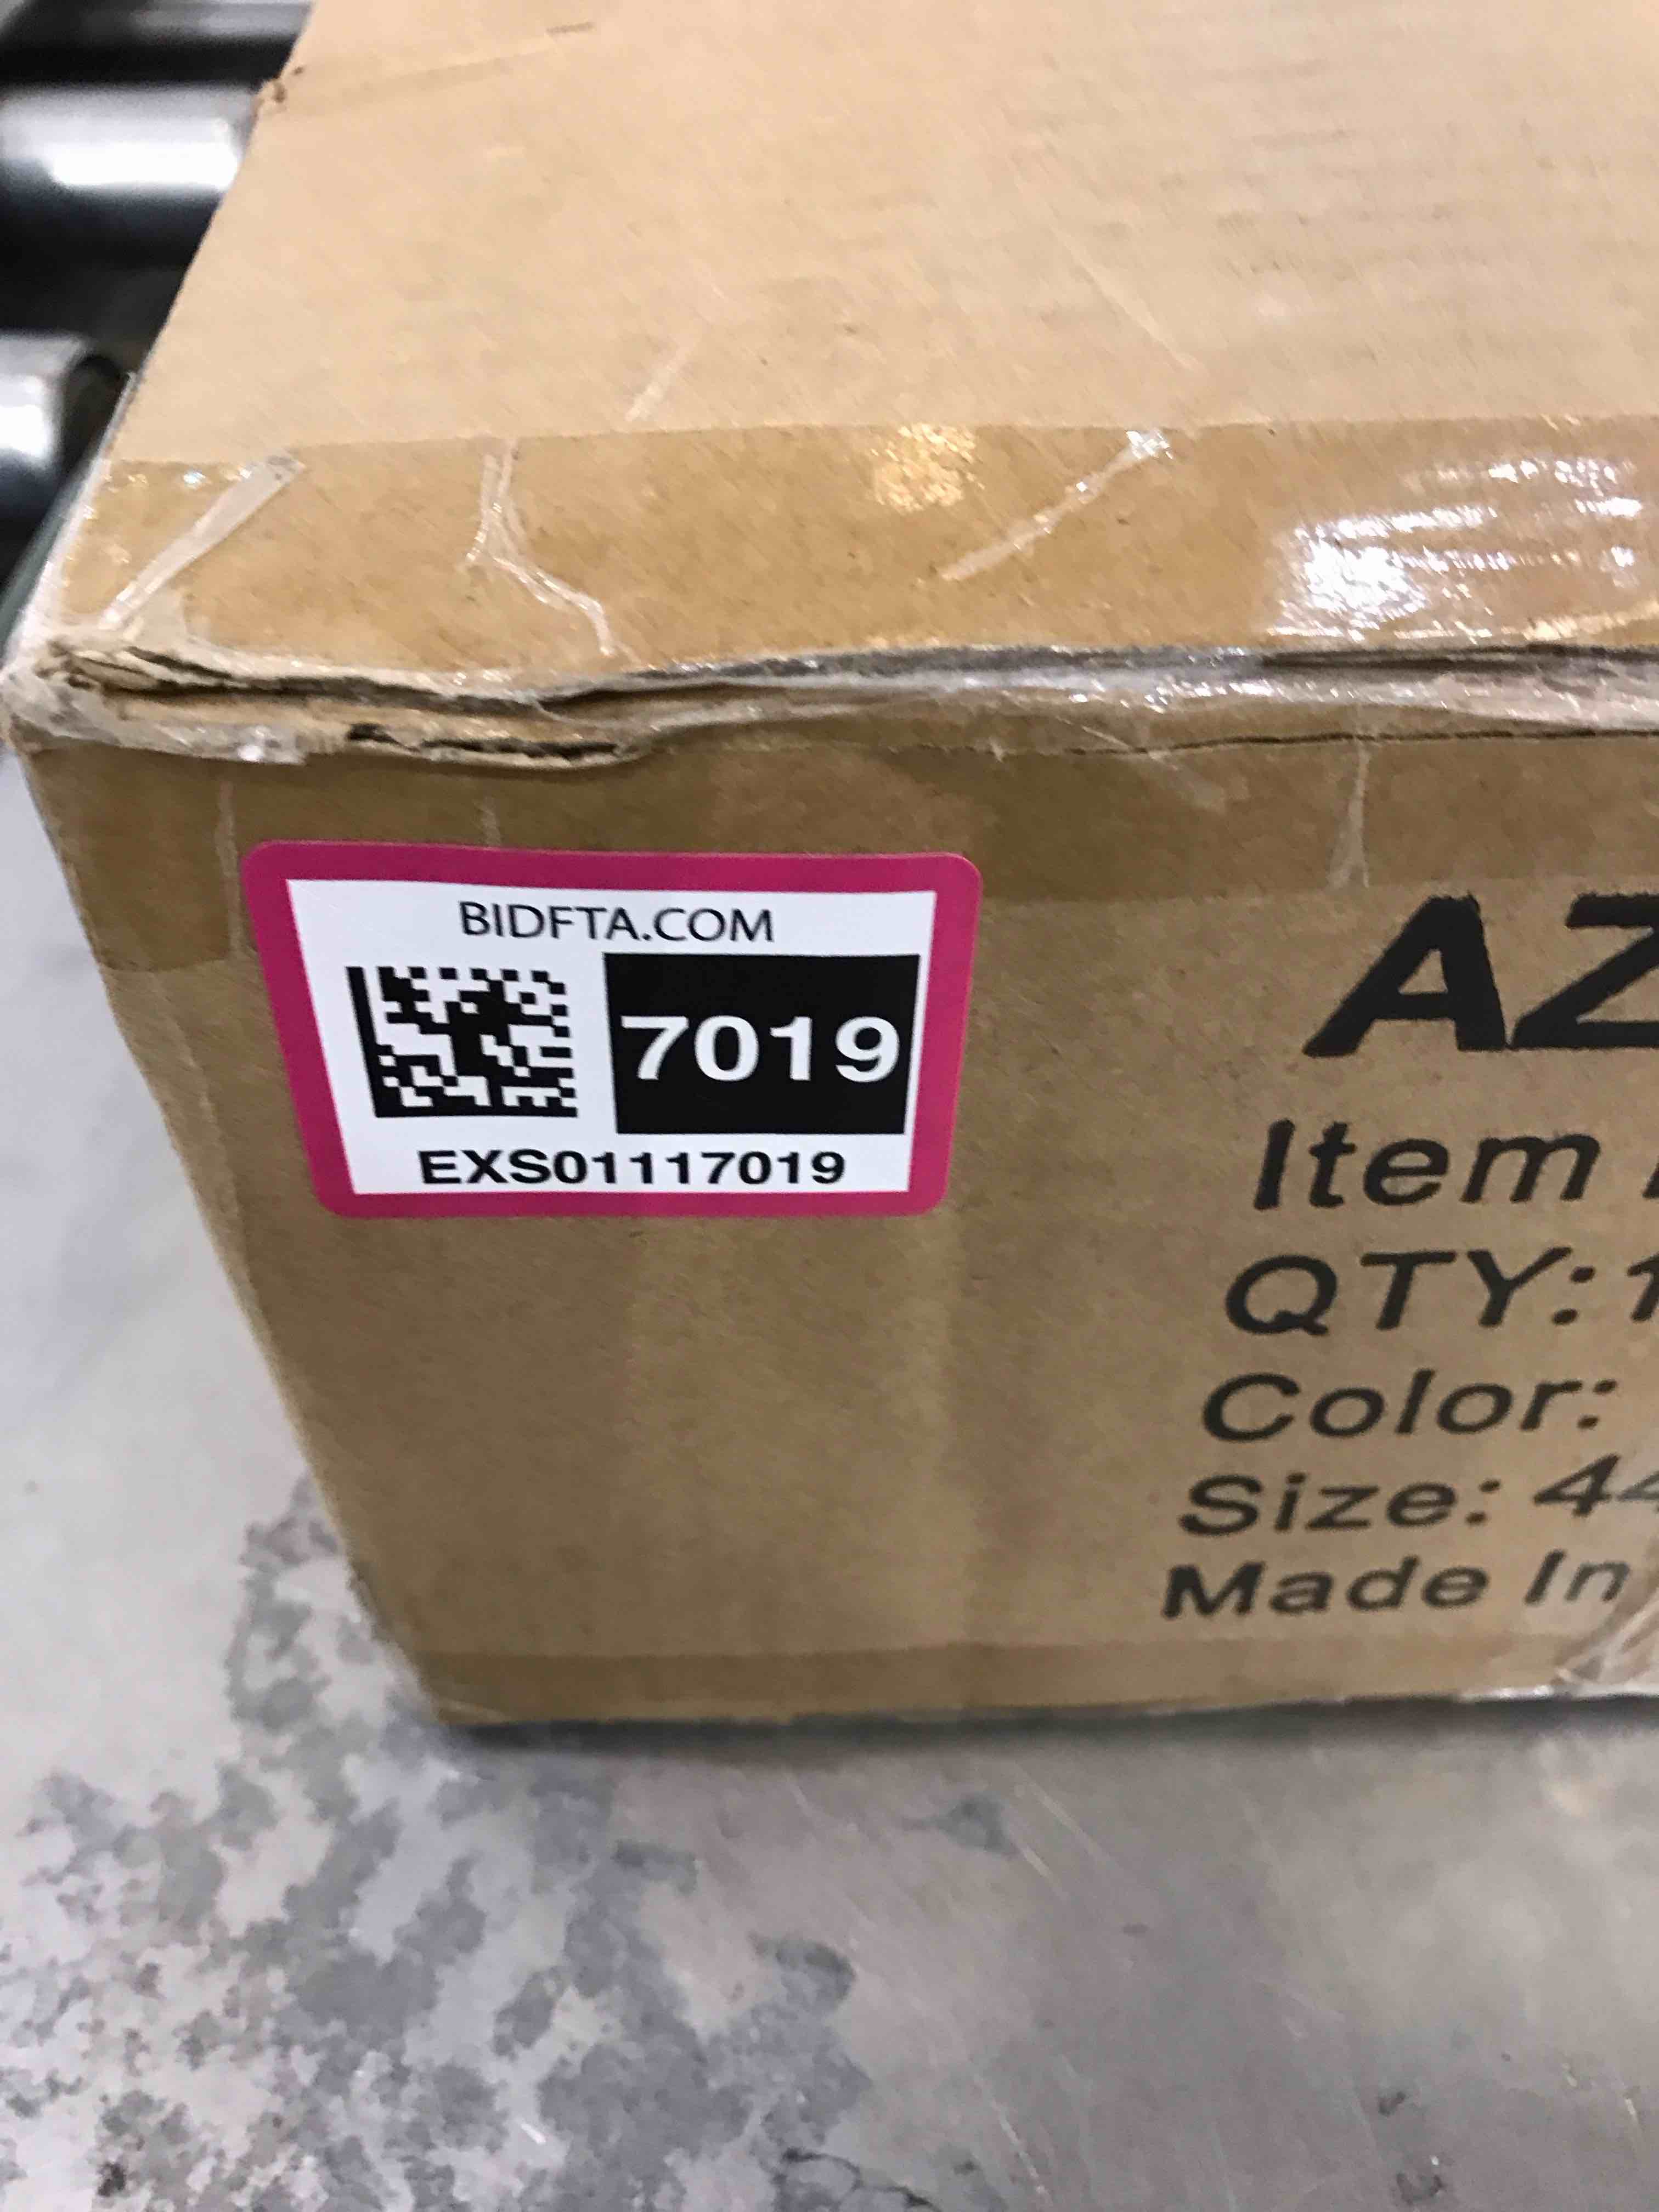 BIDFTA.COM
7019
EXS01117019
AZ
Item
QTY: 1
Color:
Size: 44
Made In